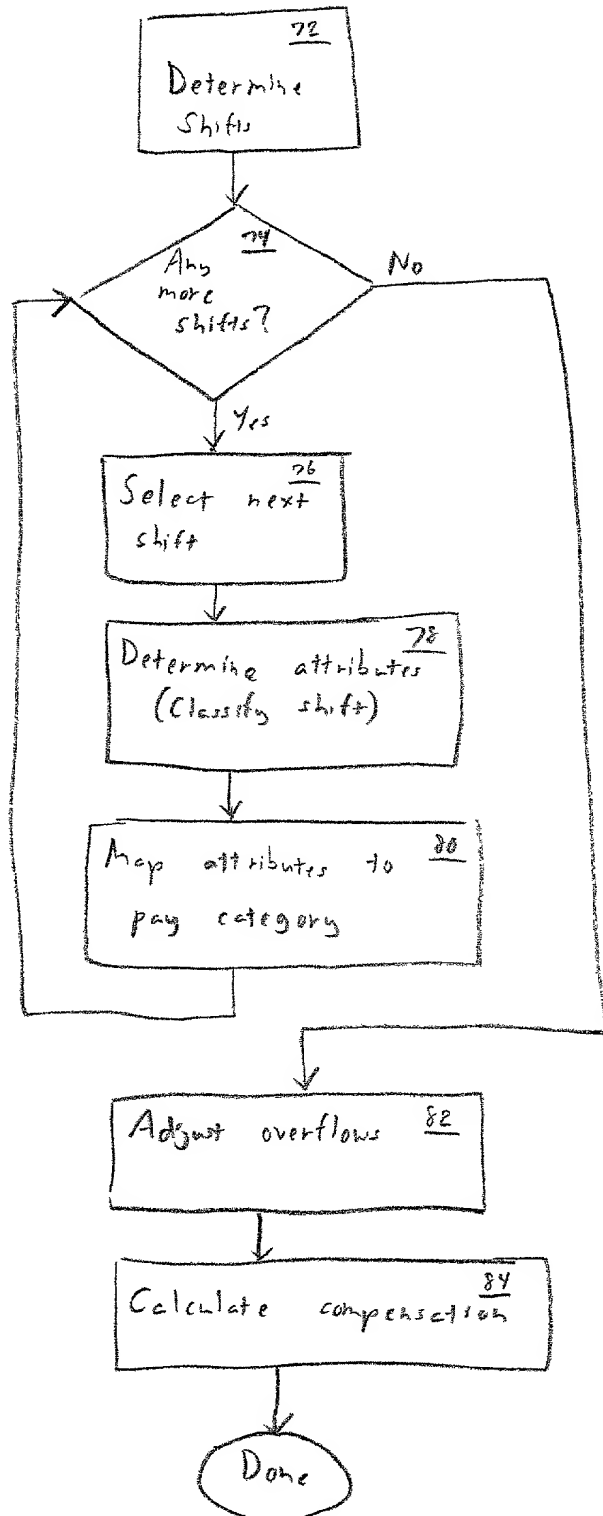 72
Determine
Shifts
74
Any
more
shifts?
No
Yes
76
Select next
shift
78
Determine attributes
(Classify shift)
80
Map attributes to
pay category
82
Adjust overflows
84
Calculate compensation
Done